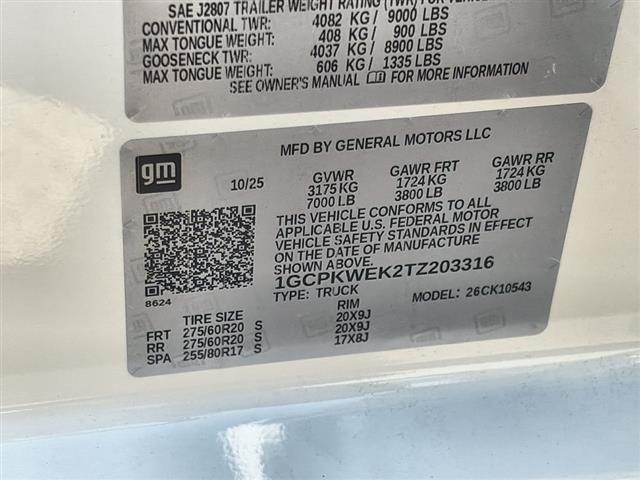 SAE J2807 TRAILER WEIGHT RATING (TWR) FOR
CONVENTIONAL TWR: 4082 KG / 9000 LBS
MAX TONGUE WEIGHT: 408 KG / 900 LBS
GOOSENECK TWR: 4037 KG / 8900 LBS
MAX TONGUE WEIGHT: 606 KG / 1335 LBS
SEE OWNER'S MANUAL FOR MORE INFORMATION
MFD BY GENERAL MOTORS LLC
gm
10/25
GVWR GAWR FRT GAWR RR
3175 KG 1724 KG 1724 KG
7000 LB 3800 LB 3800 LB
THIS VEHICLE CONFORMS TO ALL
APPLICABLE U.S. FEDERAL MOTOR
VEHICLE SAFETY STANDARDS IN EFFECT
ON THE DATE OF MANUFACTURE SHOWN ABOVE.
1GCPKWEK2TZ203316
8624
TYPE: TRUCK MODEL: 26CK10543
TIRE SIZE RIM
FRT 275/60R20 S 20X9J
RR 275/60R20 S 20X9J
SPA 255/80R17 S 17X8J